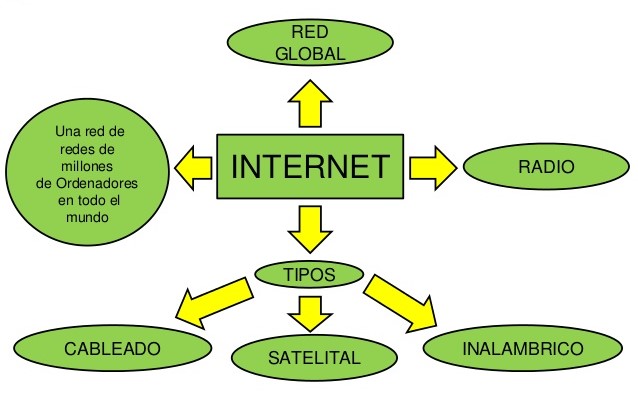 RED
GLOBAL
Una red de
redes de
millones
de Ordenadores
en todo el
mundo
INTERNET
RADIO
TIPOS
CABLEADO
SATELITAL
INALAMBRICO